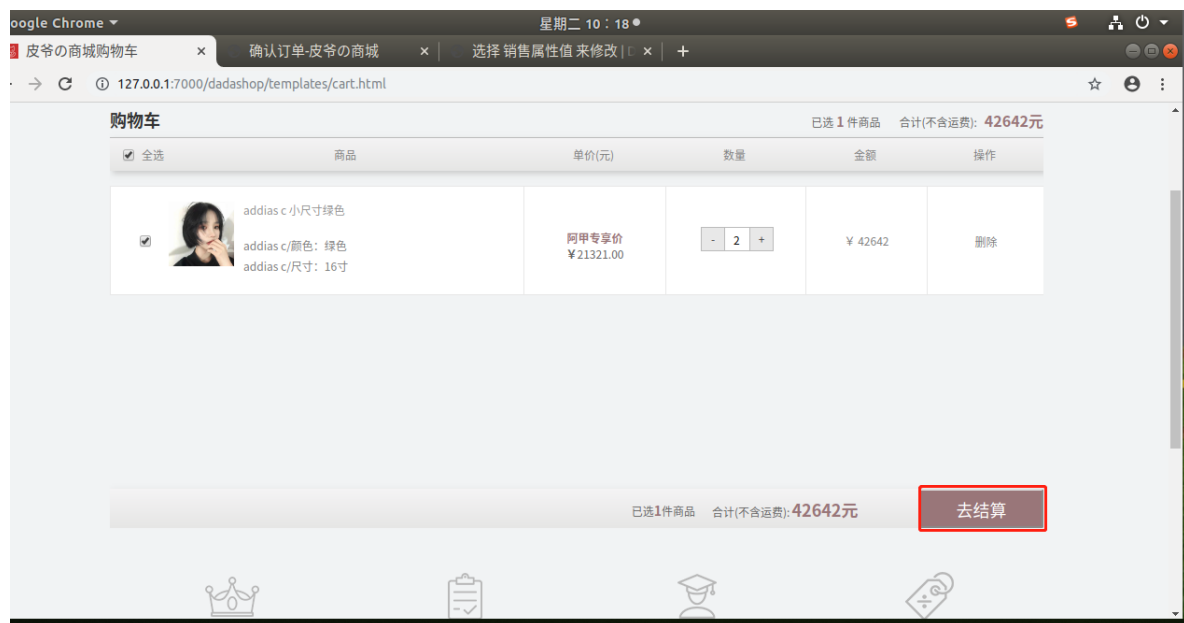 oogle Chrome
星期二 10：18
皮爷の商城购物车
确认订单-皮爷の商城
选择 销售属性值 来修改 |
127.0.0.1:7000/dadashop/templates/cart.html
购物车
已选 1 件商品 合计(不含运费): 42642元
全选 商品 单价(元) 数量 金额 操作
addias c 小尺寸绿色
addias c/颜色：绿色
addias c/尺寸：16寸
阿甲专享价
￥21321.00
- 2 +
¥ 42642
删除
已选1件商品 合计(不含运费):42642元
去结算